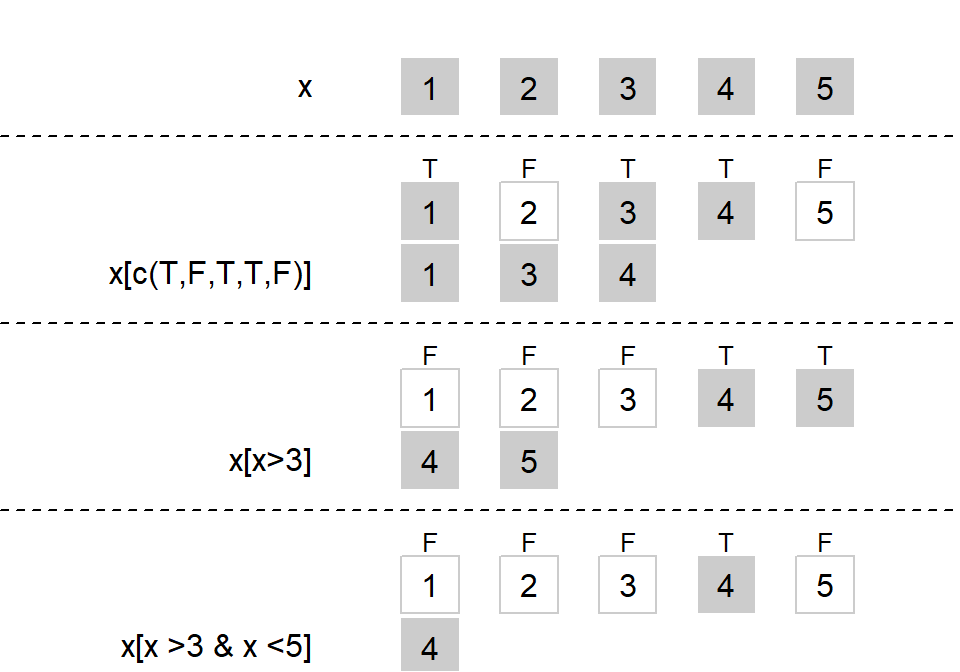 x 1 2 3 4 5
T F T T F
1 2 3 4 5
x[c(T,F,T,T,F)] 1 3 4
F F F T T
1 2 3 4 5
x[x>3] 4 5
F F F T F
1 2 3 4 5
x[x >3 & x <5] 4